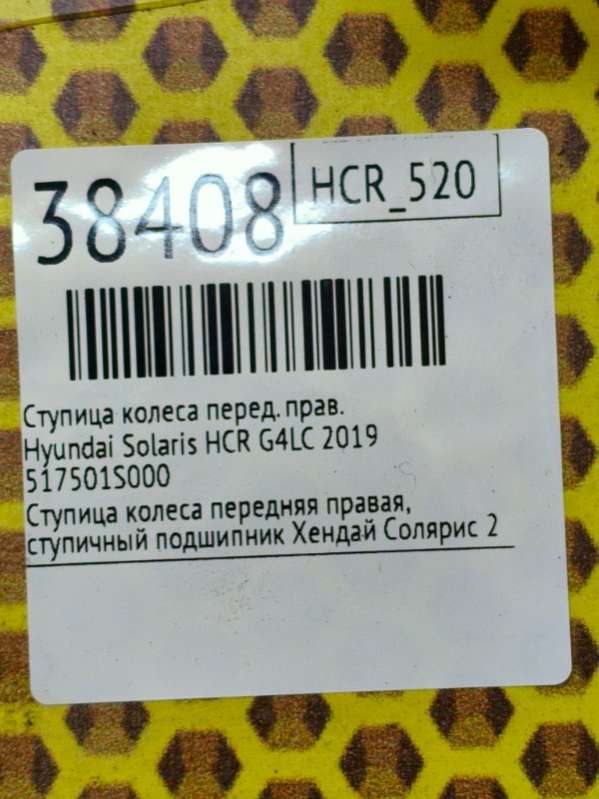 38408
HCR_520
Ступица колеса перед. прав.
Hyundai Solaris HCR G4LC 2019
517501S000
Ступица колеса передняя правая,
ступичный подшипник Хендай Солярис 2